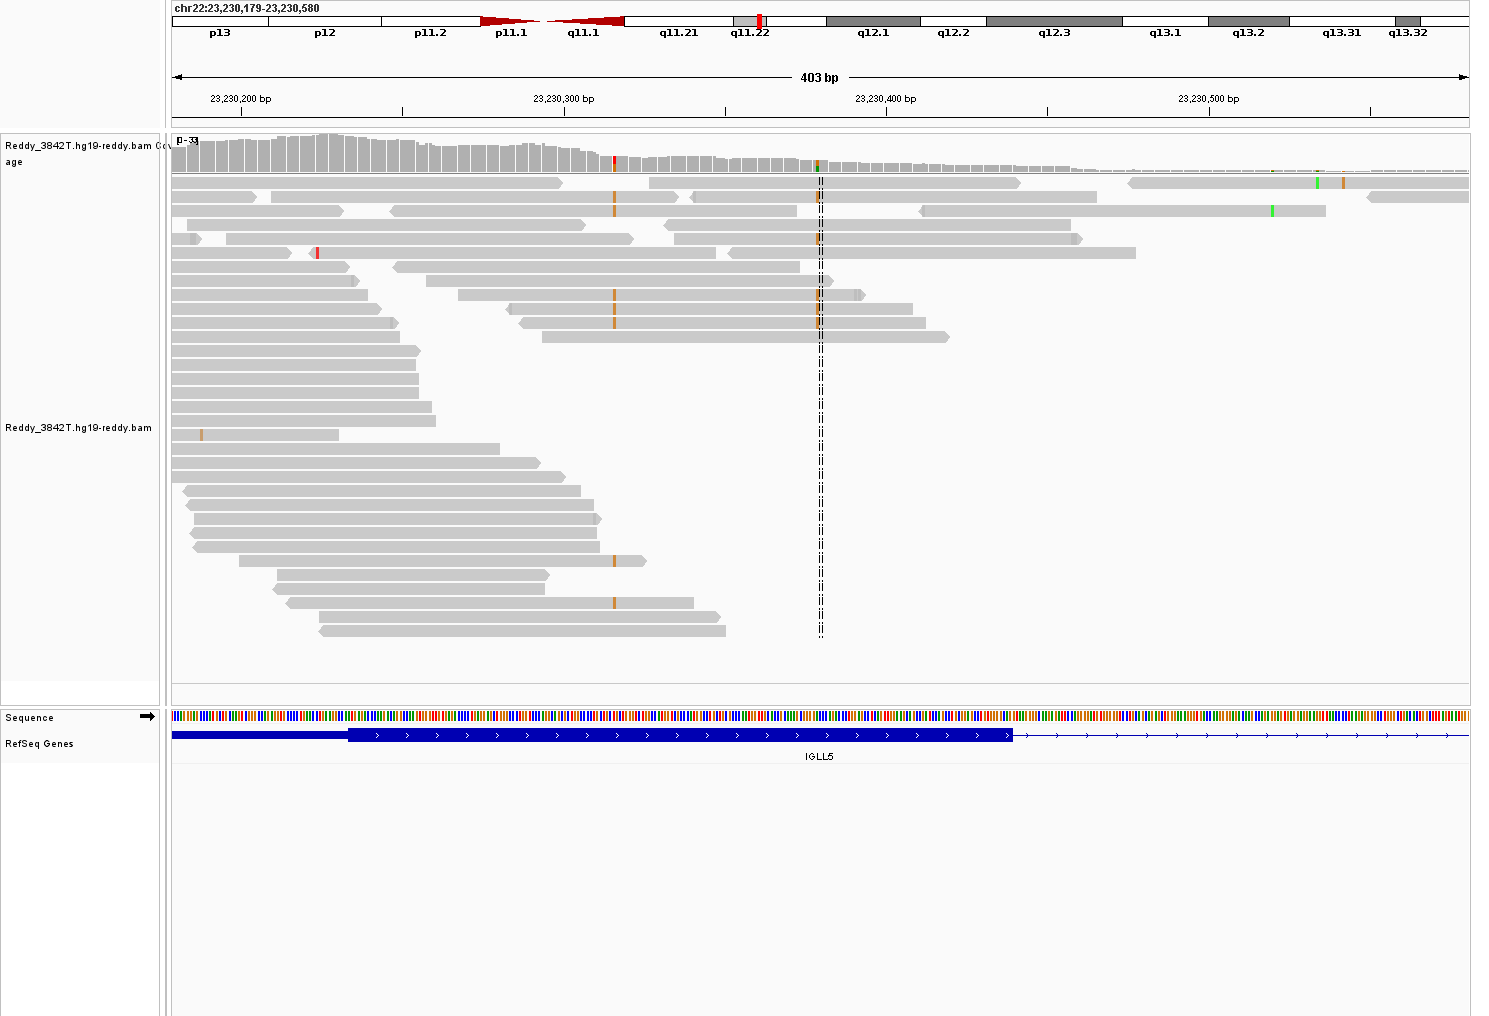 chr22:23,230,179-23,230,580
p13 p12 p11.2 p11.1 q11.1 q11.21 q11.22 q12.1 q12.2 q12.3 q13.1 q13.2 q13.31 q13.32
403 bp
23,230,200 bp 23,230,300 bp 23,230,400 bp 23,230,500 bp
Reddy_3842T.hg19-reddy.bam Cov
age
Reddy_3842T.hg19-reddy.bam
Sequence
RefSeq Genes
IGLL5